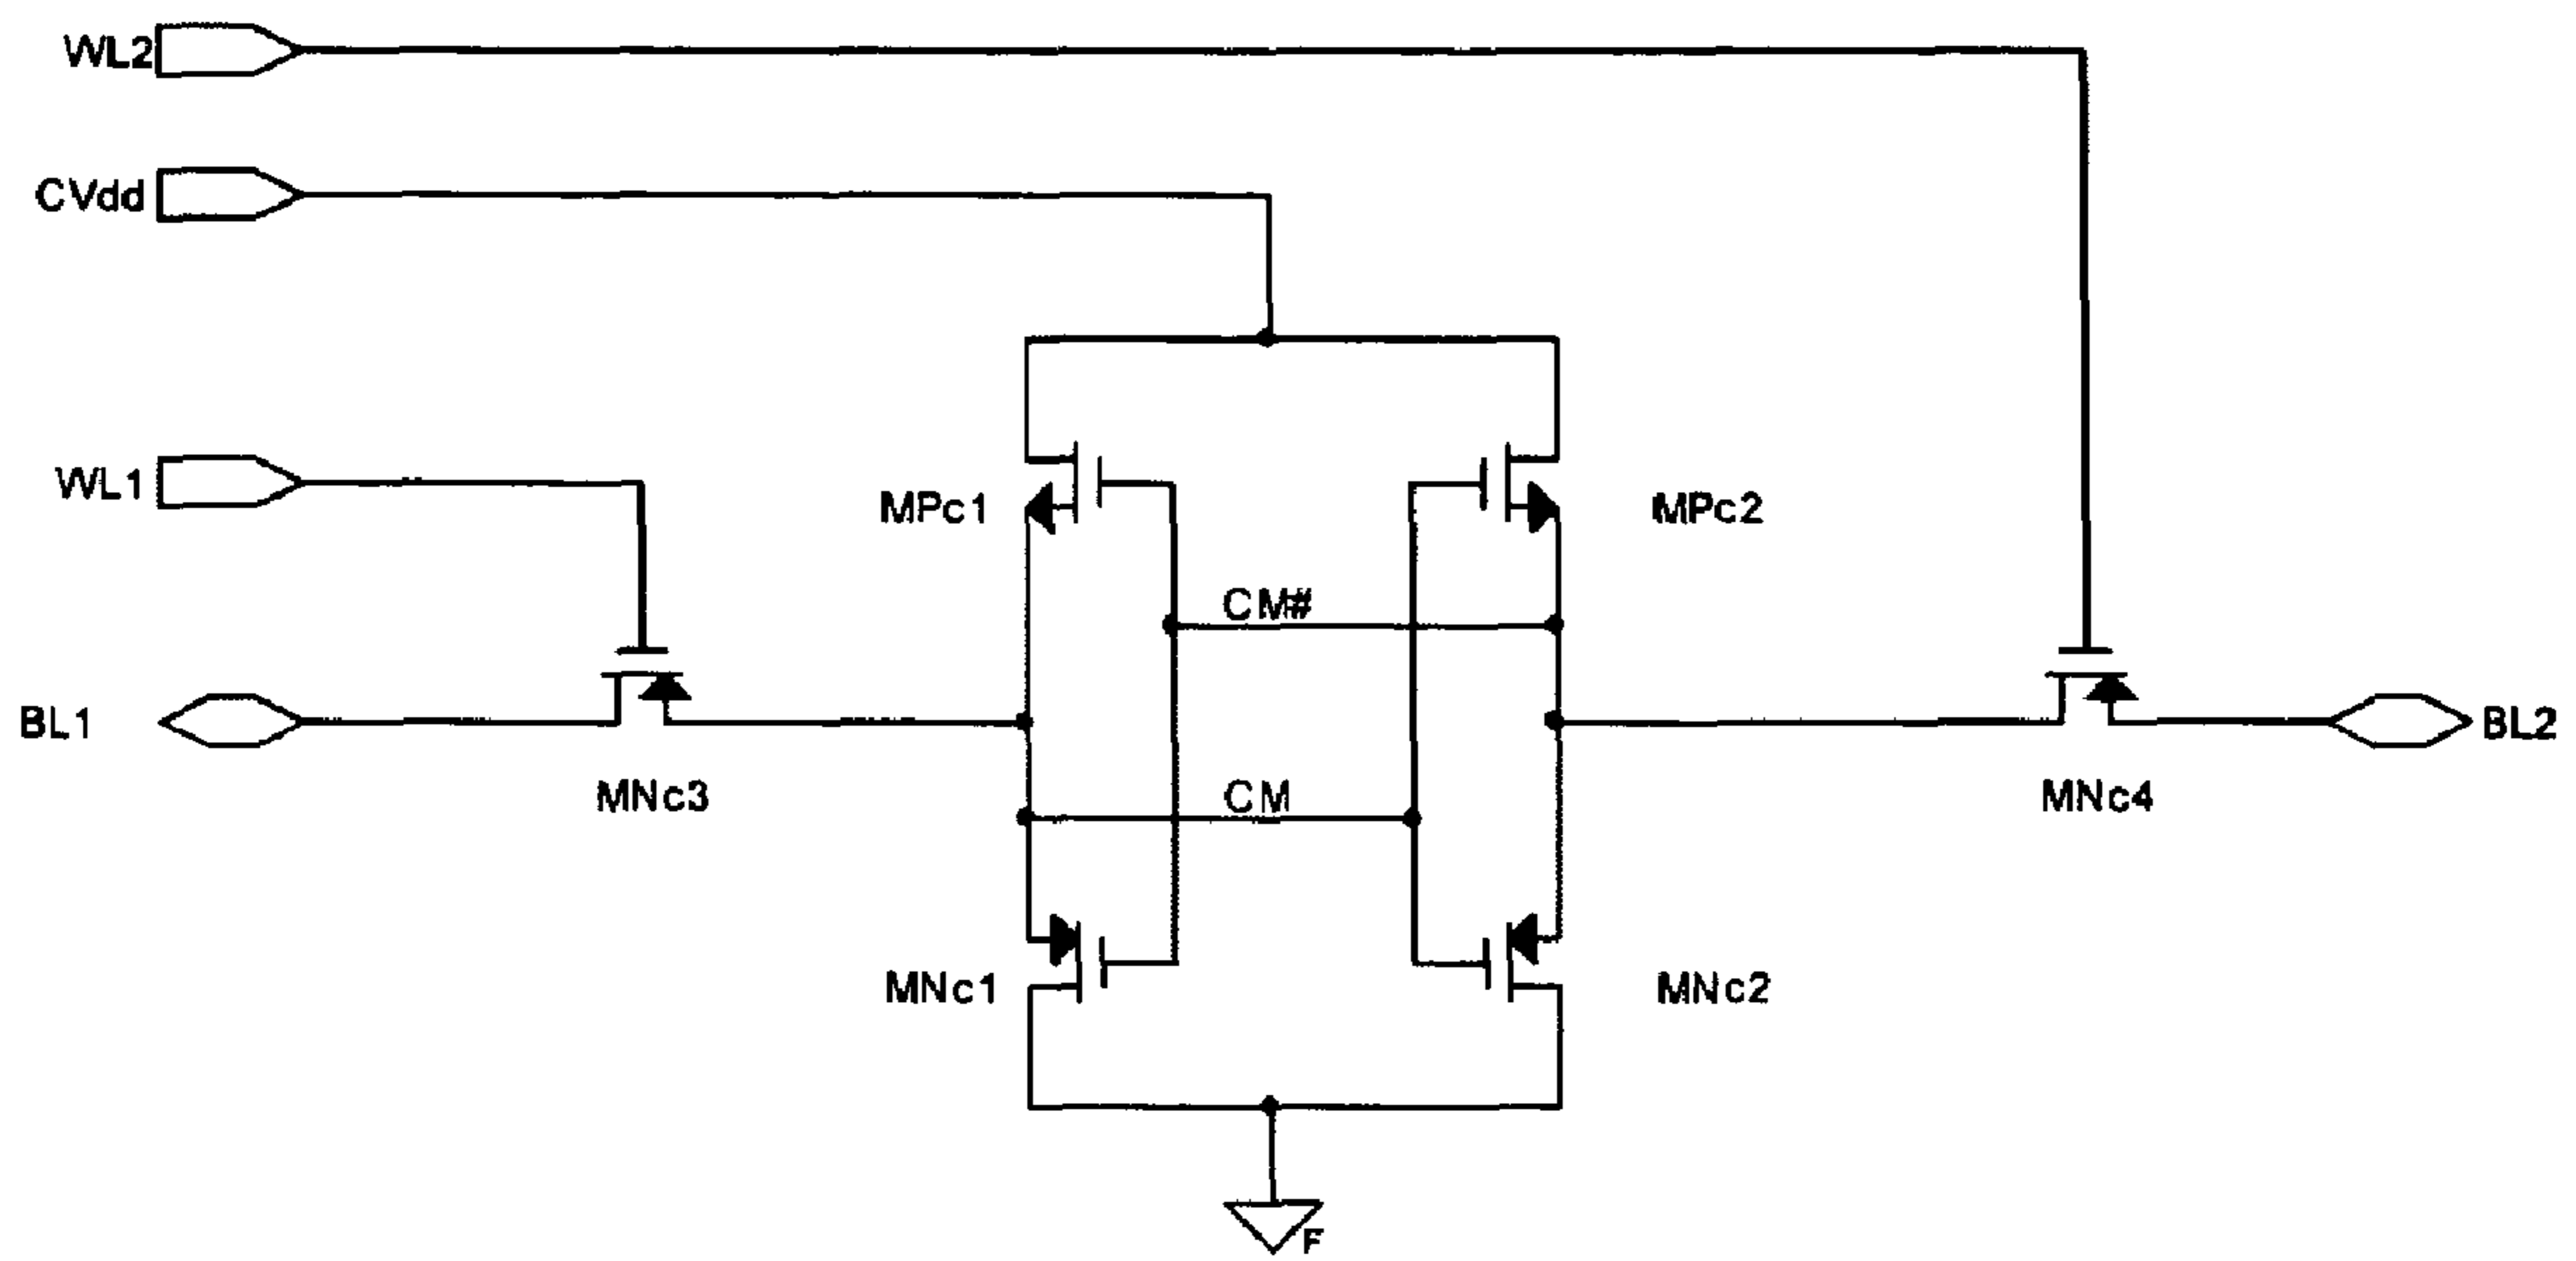 WL2
CVdd
WL1
MPc1
MPc2
CM#
BL1
BL2
MNc3
CM
MNc4
MNc1
MNc2
F